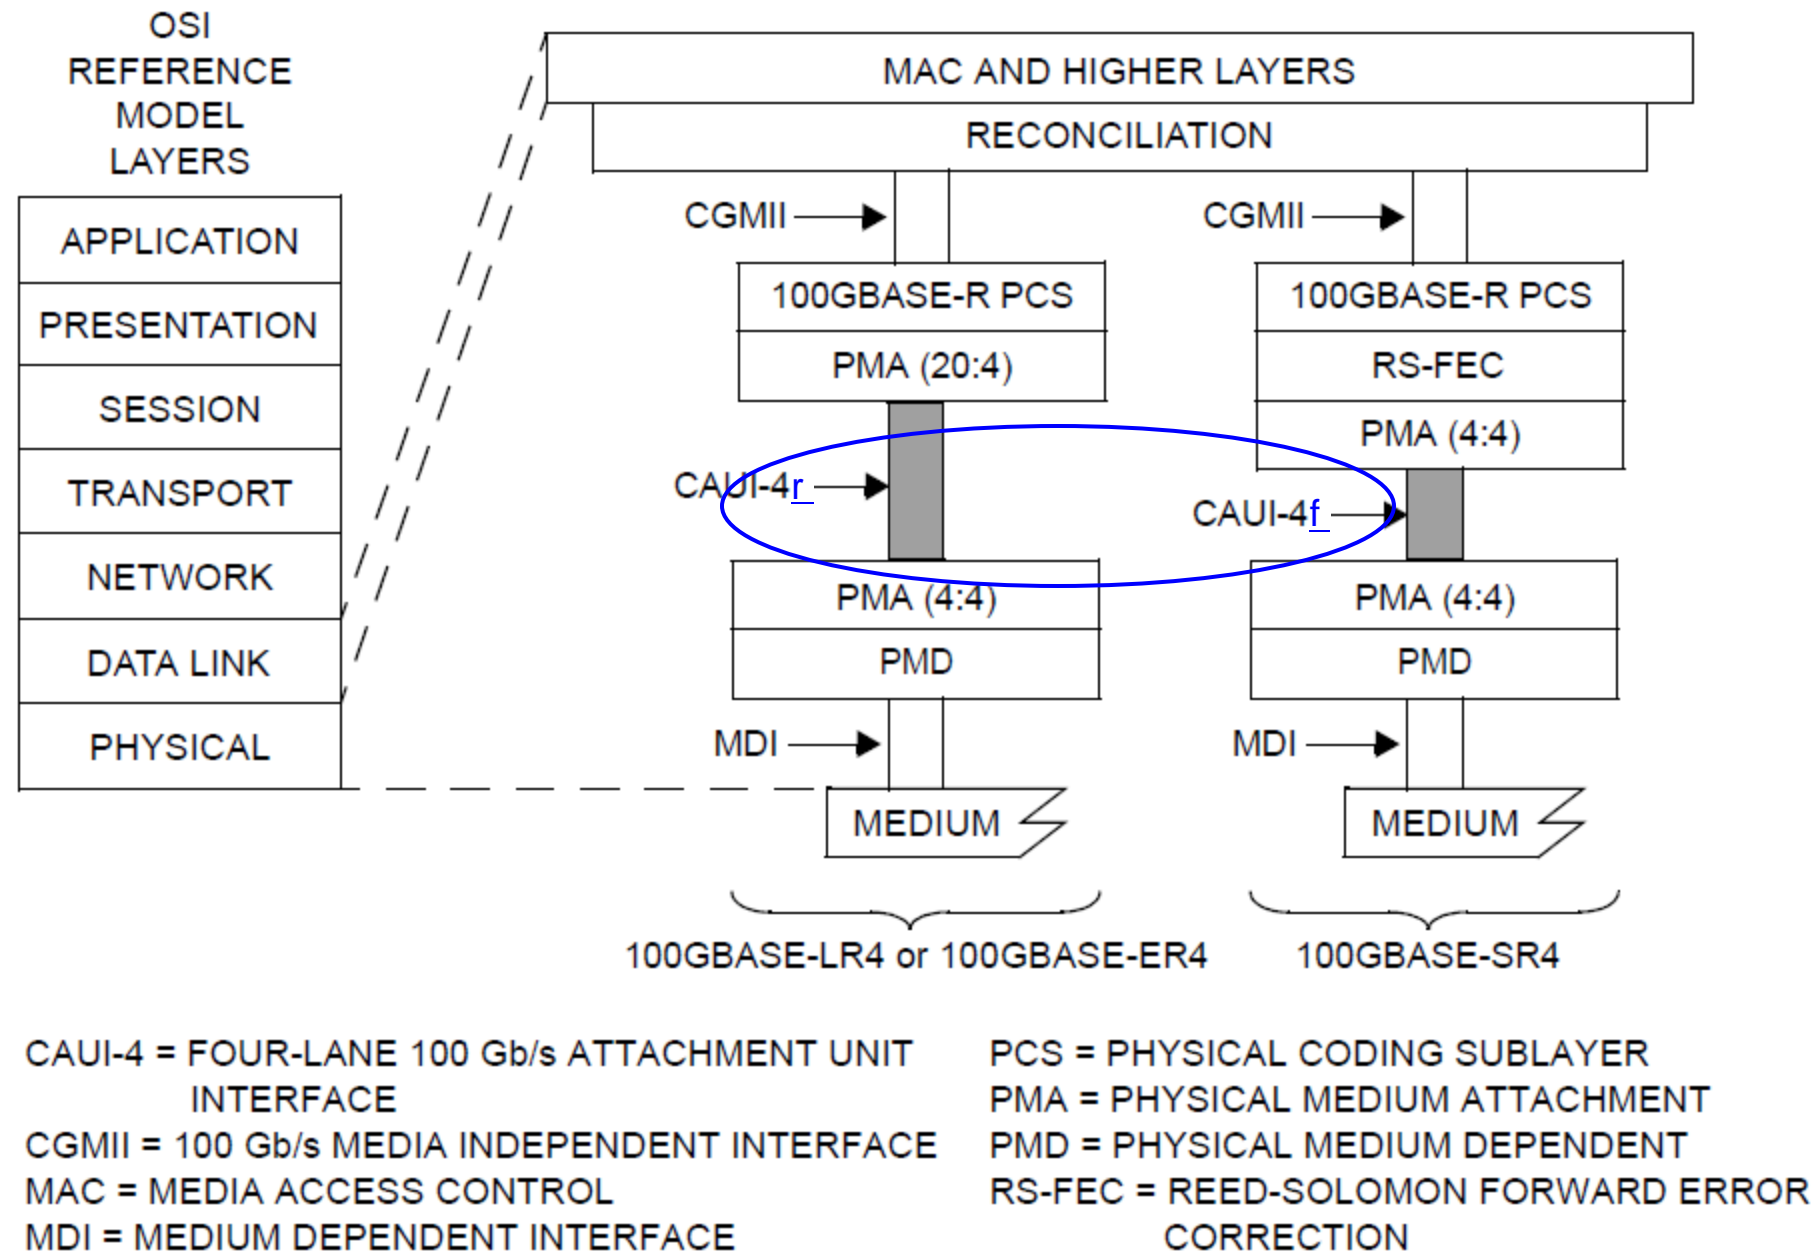 OSI
REFERENCE
MODEL
LAYERS
APPLICATION
PRESENTATION
SESSION
TRANSPORT
NETWORK
DATA LINK
PHYSICAL
MAC AND HIGHER LAYERS
RECONCILIATION
CGMII
100GBASE-R PCS
PMA (20:4)
CAUI-4r
PMA (4:4)
PMD
MDI
MEDIUM
100GBASE-LR4 or 100GBASE-ER4
CGMII
100GBASE-R PCS
RS-FEC
PMA (4:4)
CAUI-4f
PMA (4:4)
PMD
MDI
MEDIUM
100GBASE-SR4
CAUI-4 = FOUR-LANE 100 Gb/s ATTACHMENT UNIT
INTERFACE
CGMII = 100 Gb/s MEDIA INDEPENDENT INTERFACE
MAC = MEDIA ACCESS CONTROL
MDI = MEDIUM DEPENDENT INTERFACE
PCS = PHYSICAL CODING SUBLAYER
PMA = PHYSICAL MEDIUM ATTACHMENT
PMD = PHYSICAL MEDIUM DEPENDENT
RS-FEC = REED-SOLOMON FORWARD ERROR
CORRECTION